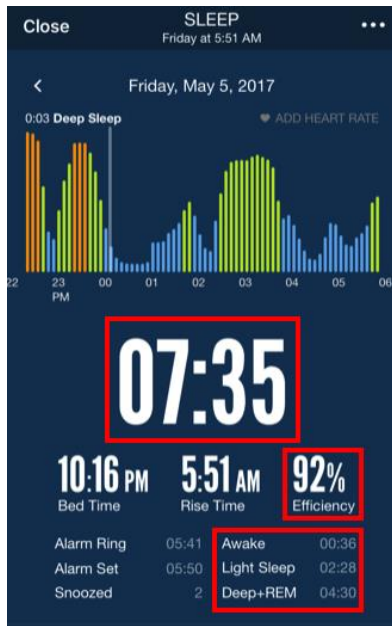 Close SLEEP •••
Friday at 5:51 AM
< Friday, May 5, 2017
0:03 Deep Sleep ADD HEART RATE
22 23 00 01 02 03 04 05 06
PM
07:35
10:16 PM 5:51 AM 92%
Bed Time Rise Time Efficiency
Alarm Ring 05:41 Awake 00:36
Alarm Set 05:50 Light Sleep 02:28
Snoozed 2 Deep+REM 04:30